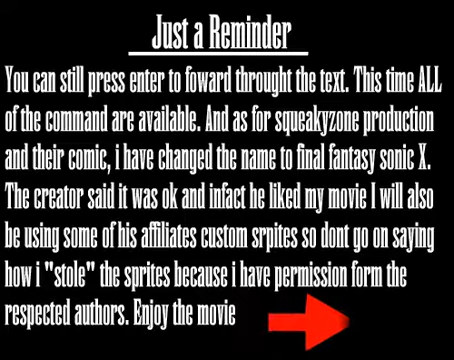 Just a Reminder
You can still press enter to foward throught the text. This time ALL
of the command are available. And as for squeakyzone production
and their comic, i have changed the name to final fantasy sonic X.
The creator said it was ok and infact he liked my movie I will also
be using some of his affiliates custom srpites so dont go on saying
how i "stole" the sprites because i have permission form the
respected authors. Enjoy the movie